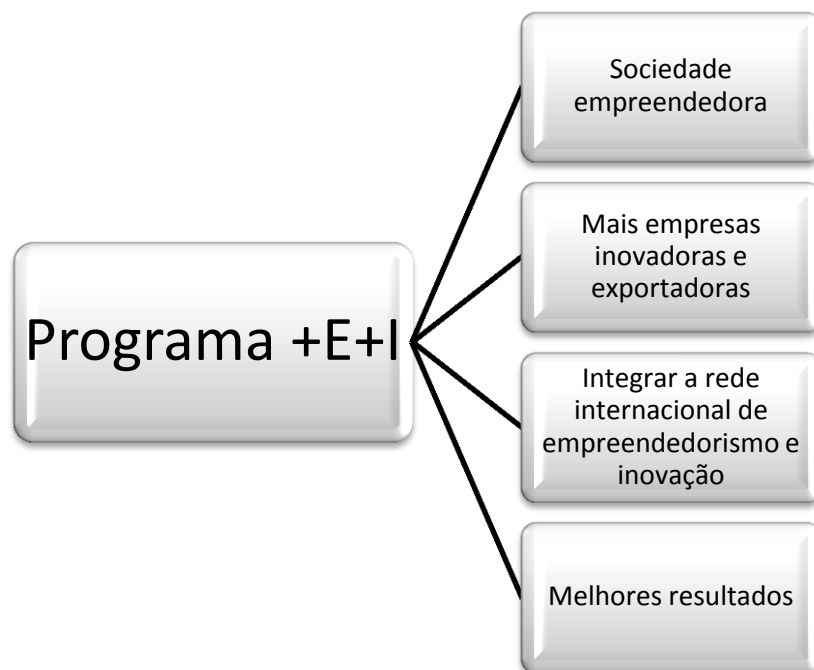 Programa +E+I
Sociedade
empreendedora
Mais empresas
inovadoras e
exportadoras
Integrar a rede
internacional de
empreendedorismo e
inovação
Melhores resultados